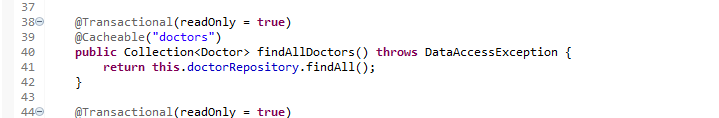 37
38 @Transactional(readOnly = true)
39 @Cacheable("doctors")
40 public Collection<Doctor> findAllDoctors() throws DataAccessException {
41 return this.doctorRepository.findAll();
42 }
43
44 @Transactional(readOnly = true)